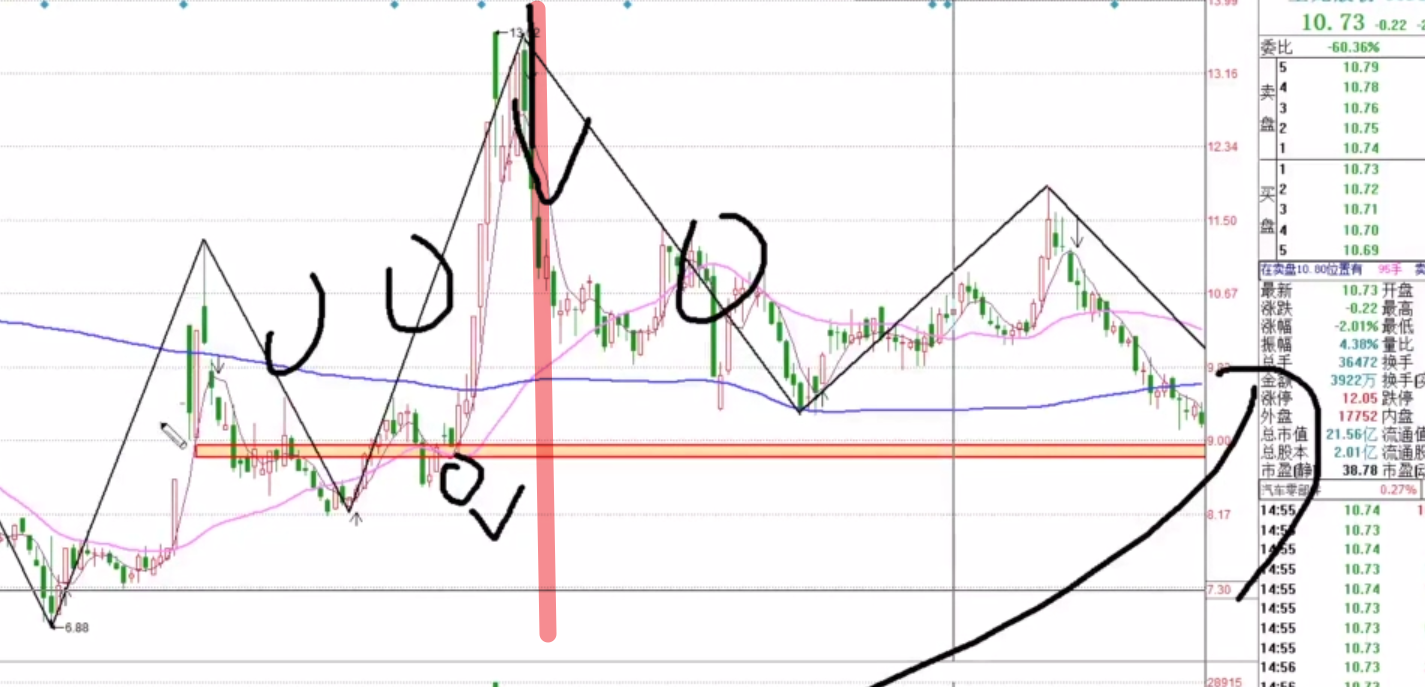 13.99
10.73 -0.22
委比 -60.36%
卖盘
5 10.79
4 10.78
3 10.76
2 10.75
1 10.74
买盘
1 10.73
2 10.72
3 10.71
4 10.70
5 10.69
在卖盘10.80位置有 95手 卖
最新 10.73 开盘
涨跌 -0.22 最高
涨幅 -2.01% 最低
振幅 4.38% 量比
总手 36472 换手
金额 3922万 换手
涨停 12.05 跌停
外盘 17752 内盘
总市值 21.56亿 流通值
总股本 2.01亿 流通股
市盈(静) 38.78 市盈
汽车零部 0.27%
14:55 10.74
14:55 10.73
14:55 10.74
14:55 10.73
14:55 10.74
14:55 10.73
14:55 10.73
14:55 10.73
14:56 10.73
13.16
12.34
11.50
10.67
9.00
8.17
7.30
28915
6.88